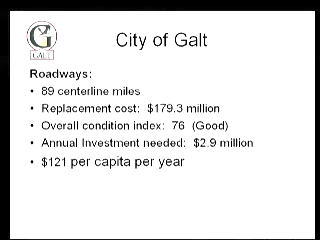 GALT
City of Galt
Roadways:
• 89 centerline miles
• Replacement cost: $179.3 million
• Overall condition index: 76 (Good)
• Annual Investment needed: $2.9 million
• $121 per capita per year